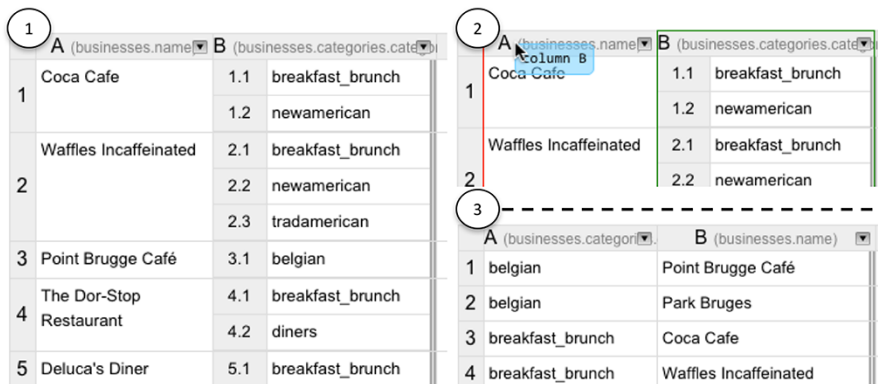 1
A (businesses.name B (businesses.categories.categor
1 Coca Cafe 1.1 breakfast_brunch
1.2 newamerican
2 Waffles Incaffeinated 2.1 breakfast_brunch
2.2 newamerican
2.3 tradamerican
3 Point Brugge Café 3.1 belgian
4 The Dor-Stop 4.1 breakfast_brunch
Restaurant 4.2 diners
5 Deluca's Diner 5.1 breakfast_brunch
2
A (businesses.name) B (businesses.categories.catego
column B
1 Coca Cafe 1.1 breakfast_brunch
1.2 newamerican
2 Waffles Incaffeinated 2.1 breakfast_brunch
2.2 newamerican
3
A (businesses.categori B (businesses.name)
1 belgian Point Brugge Café
2 belgian Park Bruges
3 breakfast_brunch Coca Cafe
4 breakfast_brunch Waffles Incaffeinated